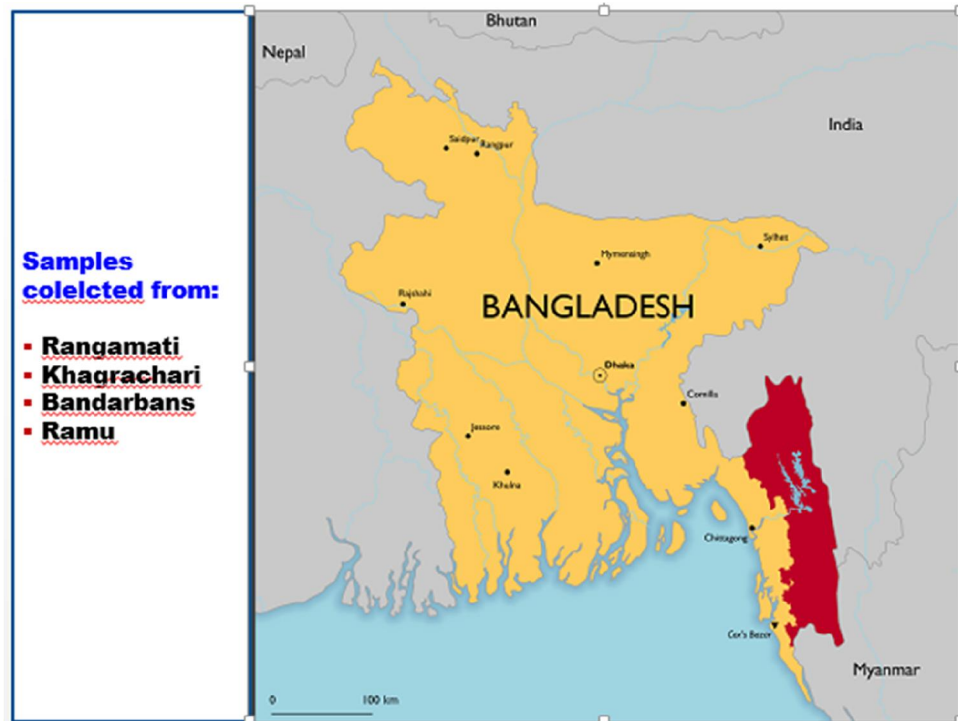 Samples
colelcted from:
Rangamati
Khagrachari
Bandarbans
Ramu
Bhutan
Nepal
India
Saidpur
Rangpur
Sylhet
Mymensingh
Rajshahi
BANGLADESH
Dhaka
Comilla
Jessore
Khulna
Chittagong
Cox's Bazar
Myanmar
0 100 km